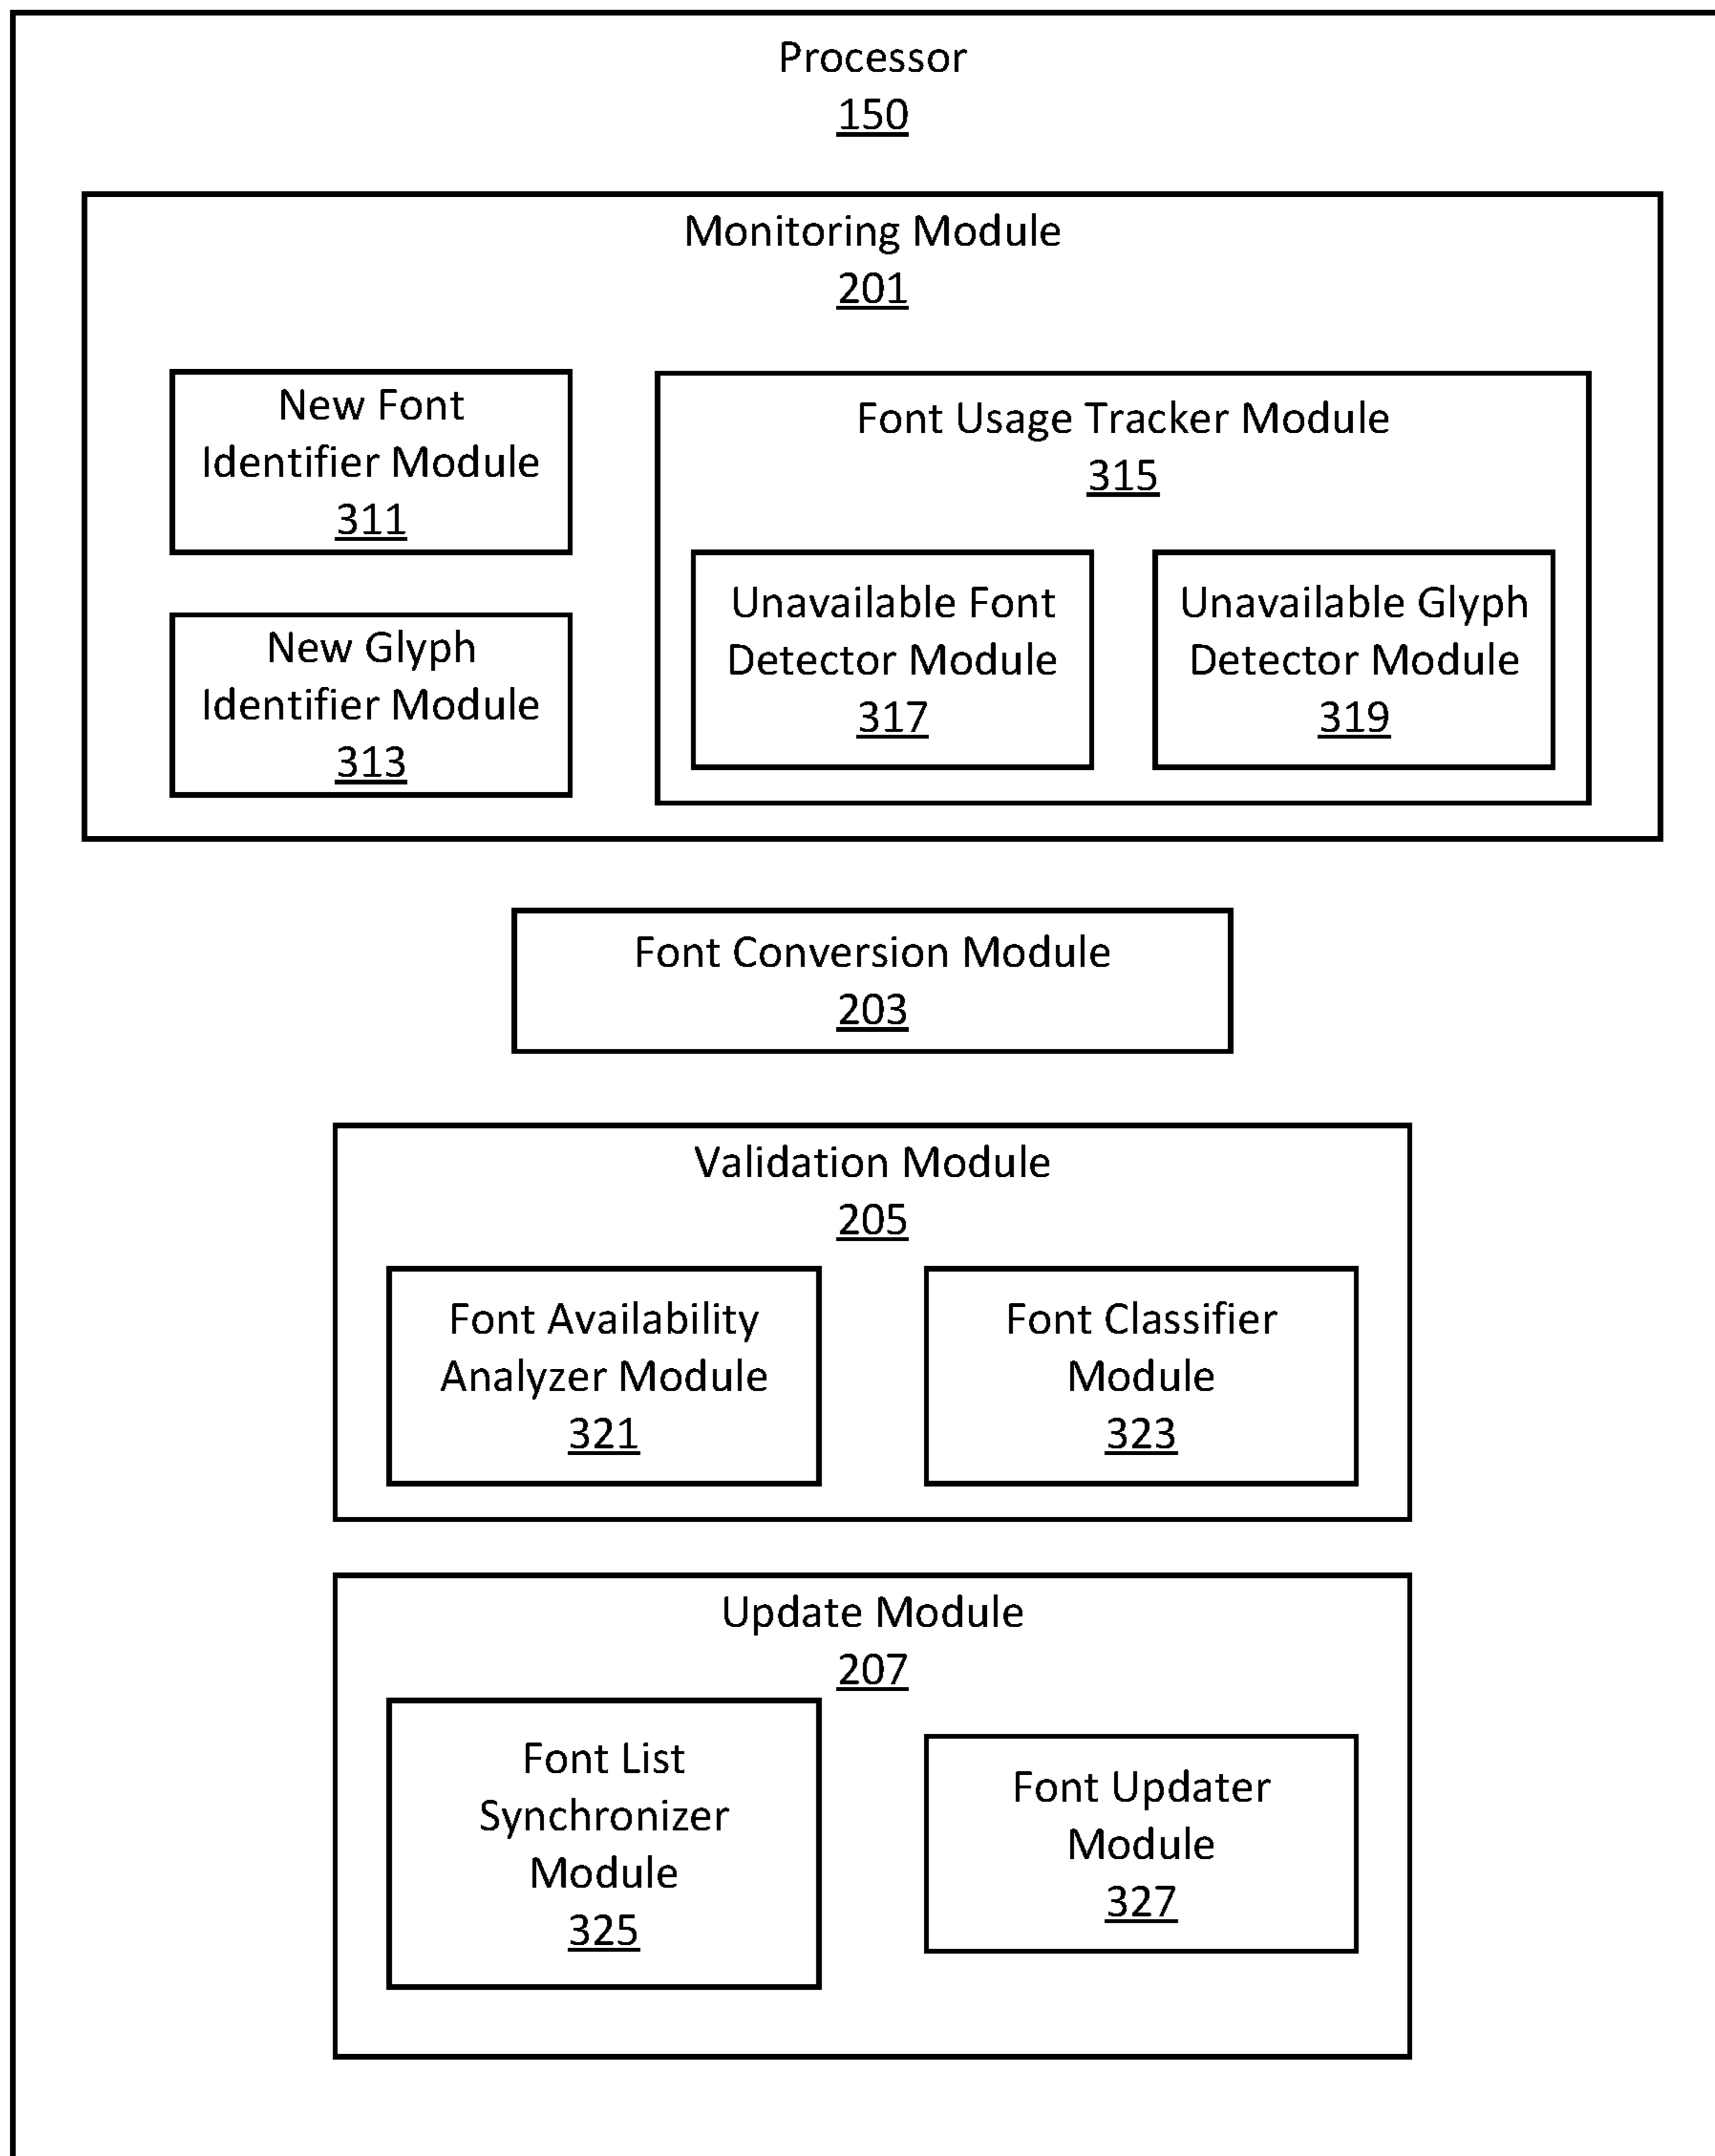 Processor
150
Monitoring Module
201
New Font
Identifier Module
311
New Glyph
Identifier Module
313
Font Usage Tracker Module
315
Unavailable Font
Detector Module
317
Unavailable Glyph
Detector Module
319
Font Conversion Module
203
Validation Module
205
Font Availability
Analyzer Module
321
Font Classifier
Module
323
Update Module
207
Font List
Synchronizer
Module
325
Font Updater
Module
327